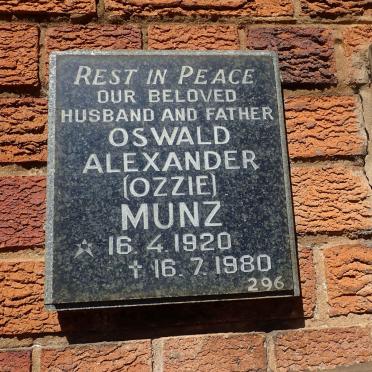 REST IN PEACE
OUR BELOVED
HUSBAND AND FATHER
OSWALD
ALEXANDER
(OZZIE)
MUNZ
☆ 16.4.1920
✝ 16.7.1980
296